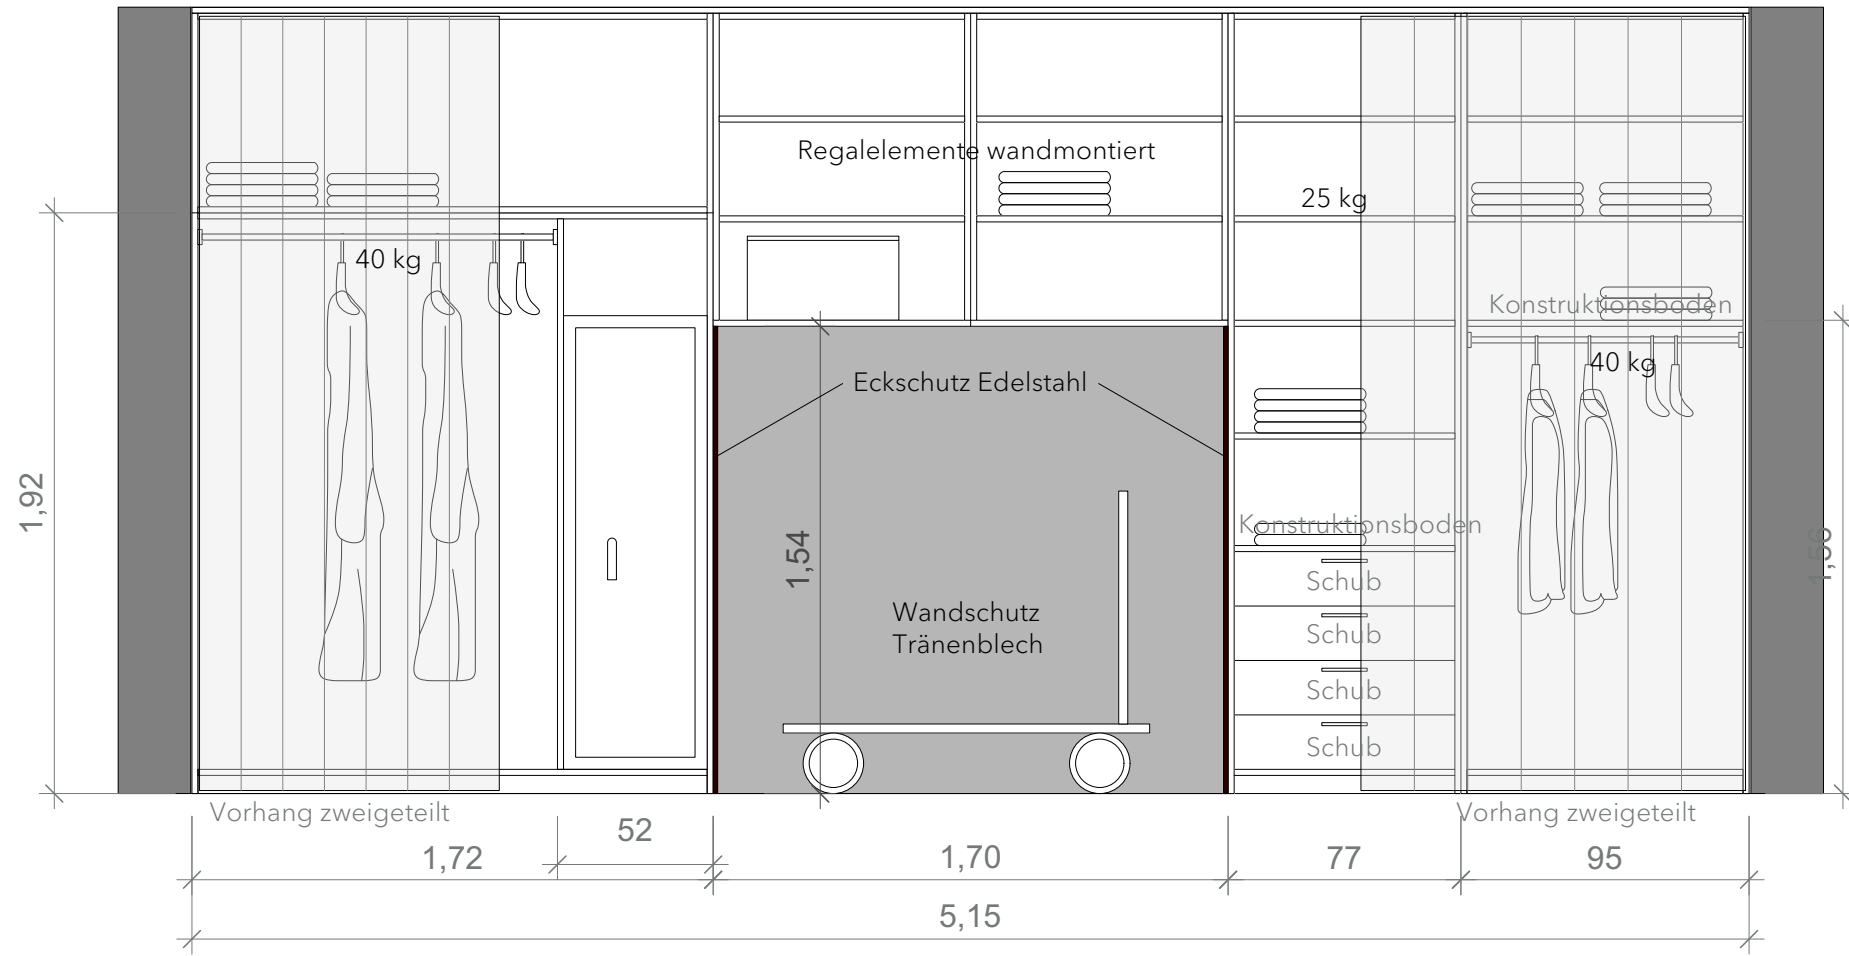 Regalelemente wandmontiert
25 kg
40 kg
Konstruktionsboden
40 kg
Eckschutz Edelstahl
1,92
1,54
Konstruktionsboden
1,56
Schub
Wandschutz
Tränenblech
Schub
Schub
Schub
Vorhang zweigeteilt
Vorhang zweigeteilt
52
1,72
1,70
77
95
5,15